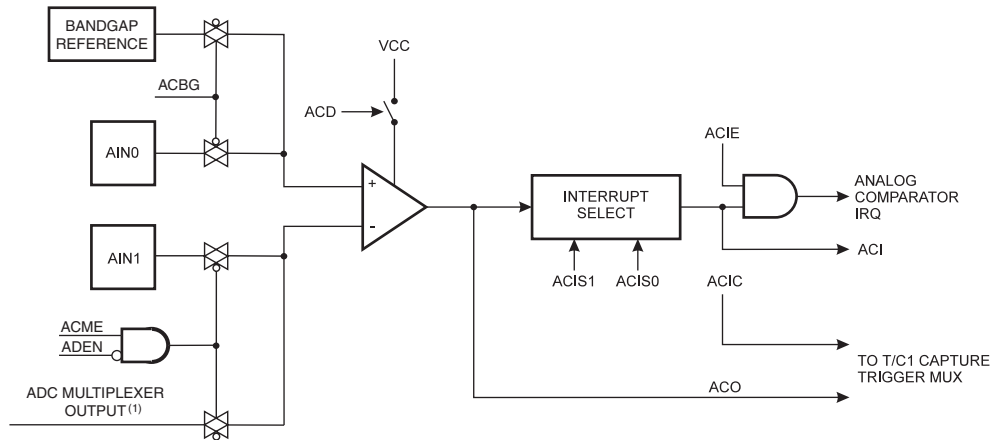 BANDGAP
REFERENCE
ACBG
AIN0
AIN1
ACME
ADEN
ADC MULTIPLEXER
OUTPUT (1)
VCC
ACD
+
-
INTERRUPT
SELECT
ACIS1 ACIS0
ACIE
ANALOG
COMPARATOR
IRQ
ACI
ACIC
TO T/C1 CAPTURE
TRIGGER MUX
ACO